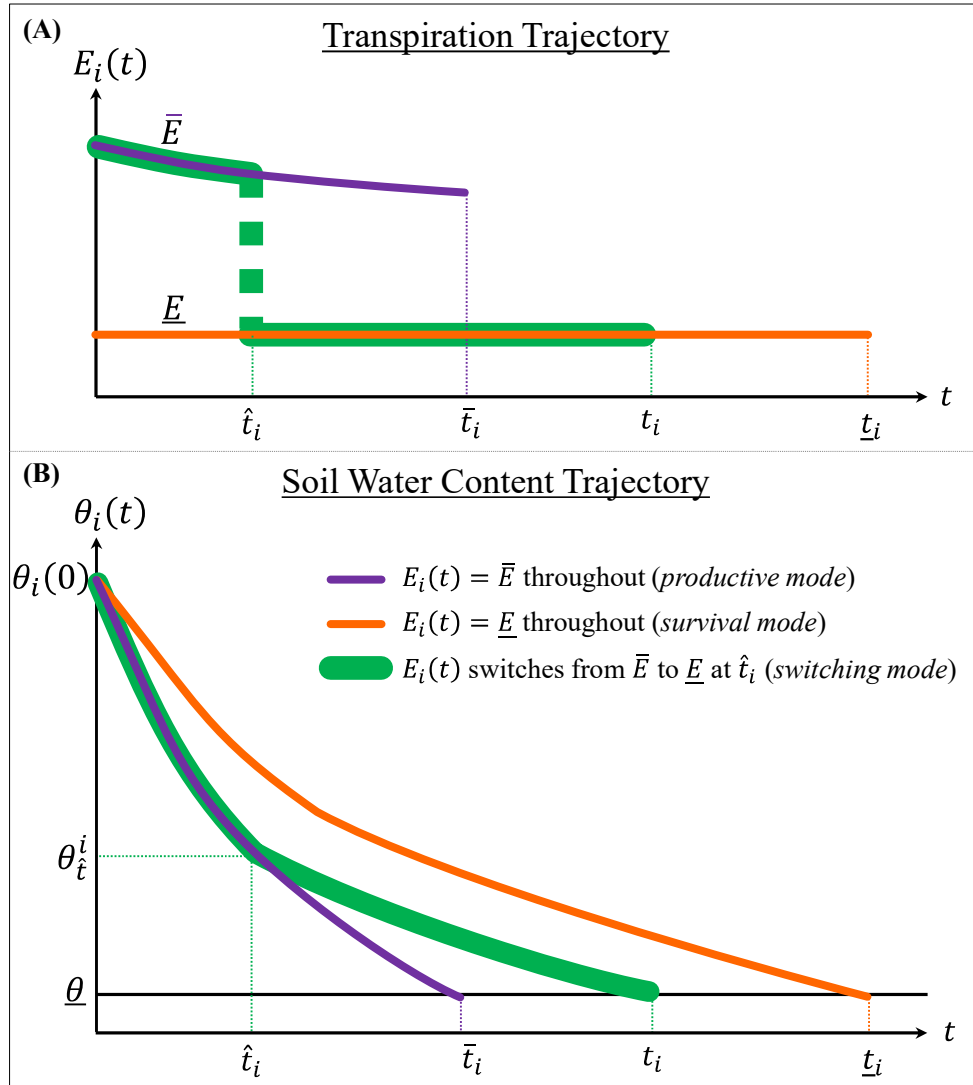 (A)
Transpiration Trajectory
E_i(t)
E̅
E̲
t̂_i
t̅_i
t_i
t̲_i
t
(B)
Soil Water Content Trajectory
θ_i(t)
θ_i(0)
E_i(t) = E̅ throughout (productive mode)
E_i(t) = E̲ throughout (survival mode)
E_i(t) switches from E̅ to E̲ at t̂_i (switching mode)
θ_t̂^i
θ̲
t̂_i
t̅_i
t_i
t̲_i
t